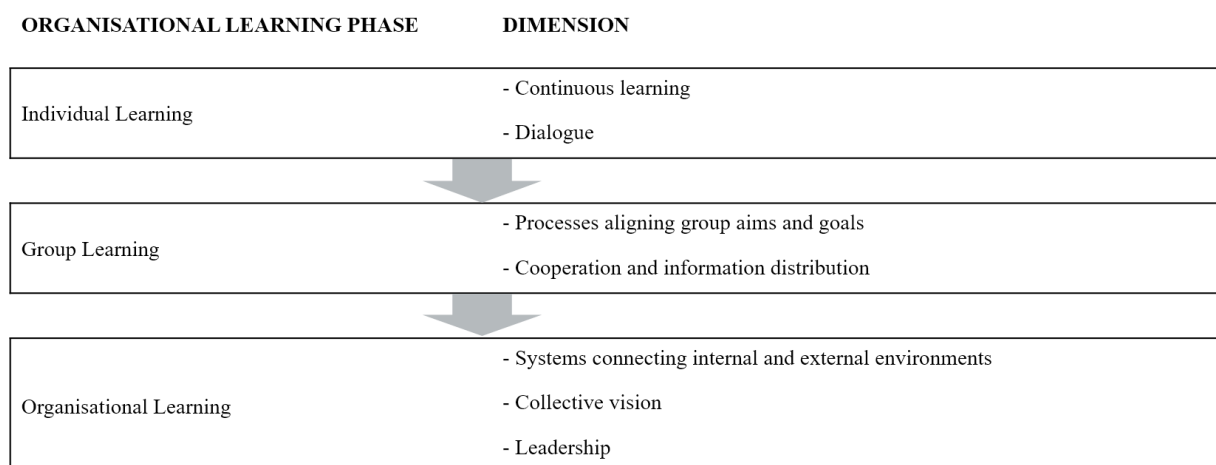 ORGANISATIONAL LEARNING PHASE DIMENSION
Individual Learning
- Continuous learning
- Dialogue
Group Learning
- Processes aligning group aims and goals
- Cooperation and information distribution
Organisational Learning
- Systems connecting internal and external environments
- Collective vision
- Leadership